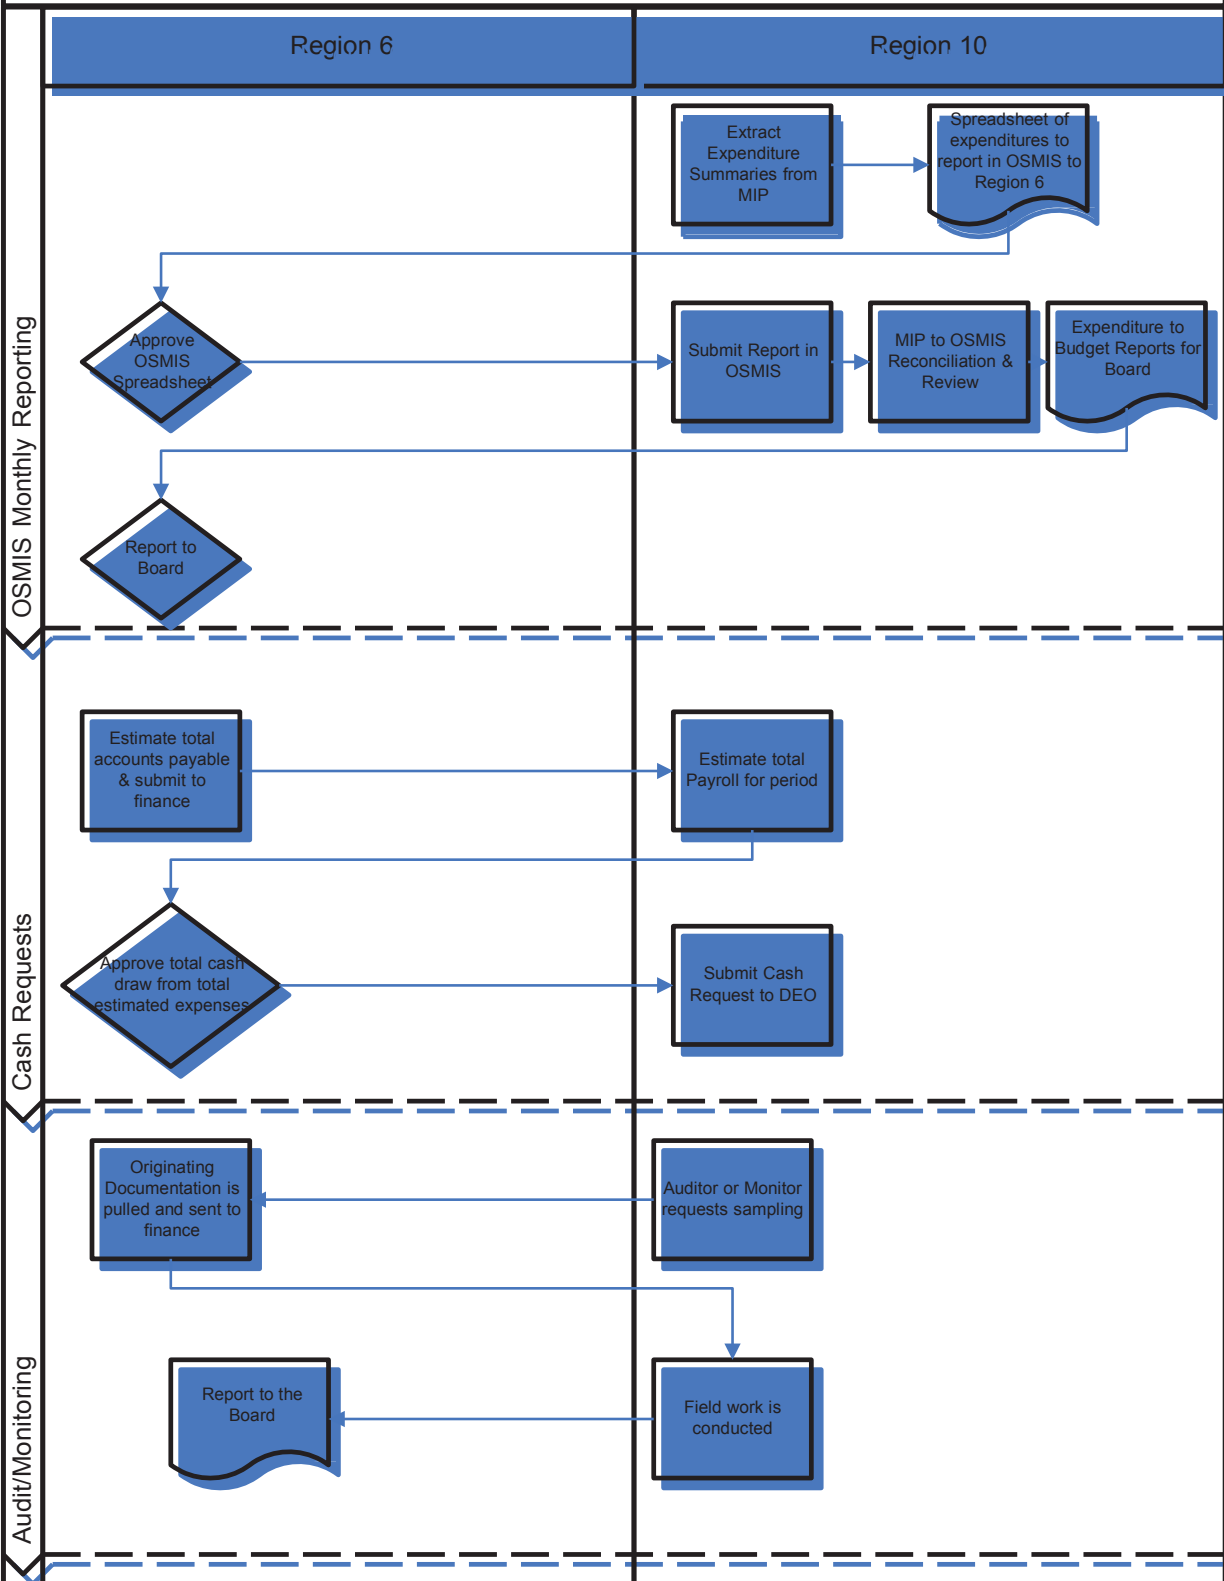 Region 6
Region 10
OSMIS Monthly Reporting
Extract
Expenditure
Summaries from
MIP
Spreadsheet of
expenditures to
report in OSMIS to
Region 6
Approve
OSMIS
Spreadsheet
Submit Report in
OSMIS
MIP to OSMIS
Reconciliation &
Review
Expenditure to
Budget Reports for
Board
Report to
Board
Cash Requests
Estimate total
accounts payable
& submit to
finance
Estimate total
Payroll for period
Approve total cash
draw from total
estimated expenses
Submit Cash
Request to DEO
Audit/Monitoring
Originating
Documentation is
pulled and sent to
finance
Auditor or Monitor
requests sampling
Report to the
Board
Field work is
conducted